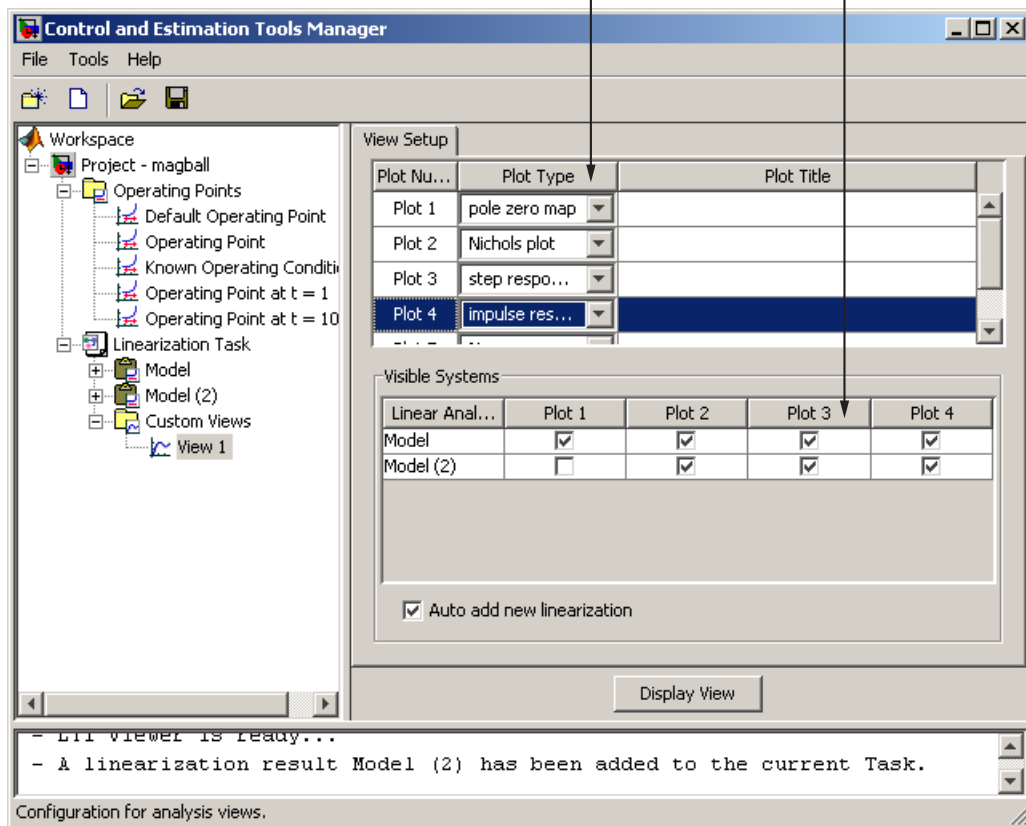 Control and Estimation Tools Manager
File Tools Help
Workspace
Project - magball
Operating Points
Default Operating Point
Operating Point
Known Operating Conditi
Operating Point at t = 1
Operating Point at t = 10
Linearization Task
Model
Model (2)
Custom Views
View 1
View Setup
Plot Nu... Plot Type Plot Title
Plot 1 pole zero map
Plot 2 Nichols plot
Plot 3 step respo...
Plot 4 impulse res...
Visible Systems
Linear Anal... Plot 1 Plot 2 Plot 3 Plot 4
Model
Model (2)
Auto add new linearization
Display View
- LTI Viewer is ready...
- A linearization result Model (2) has been added to the current Task.
Configuration for analysis views.